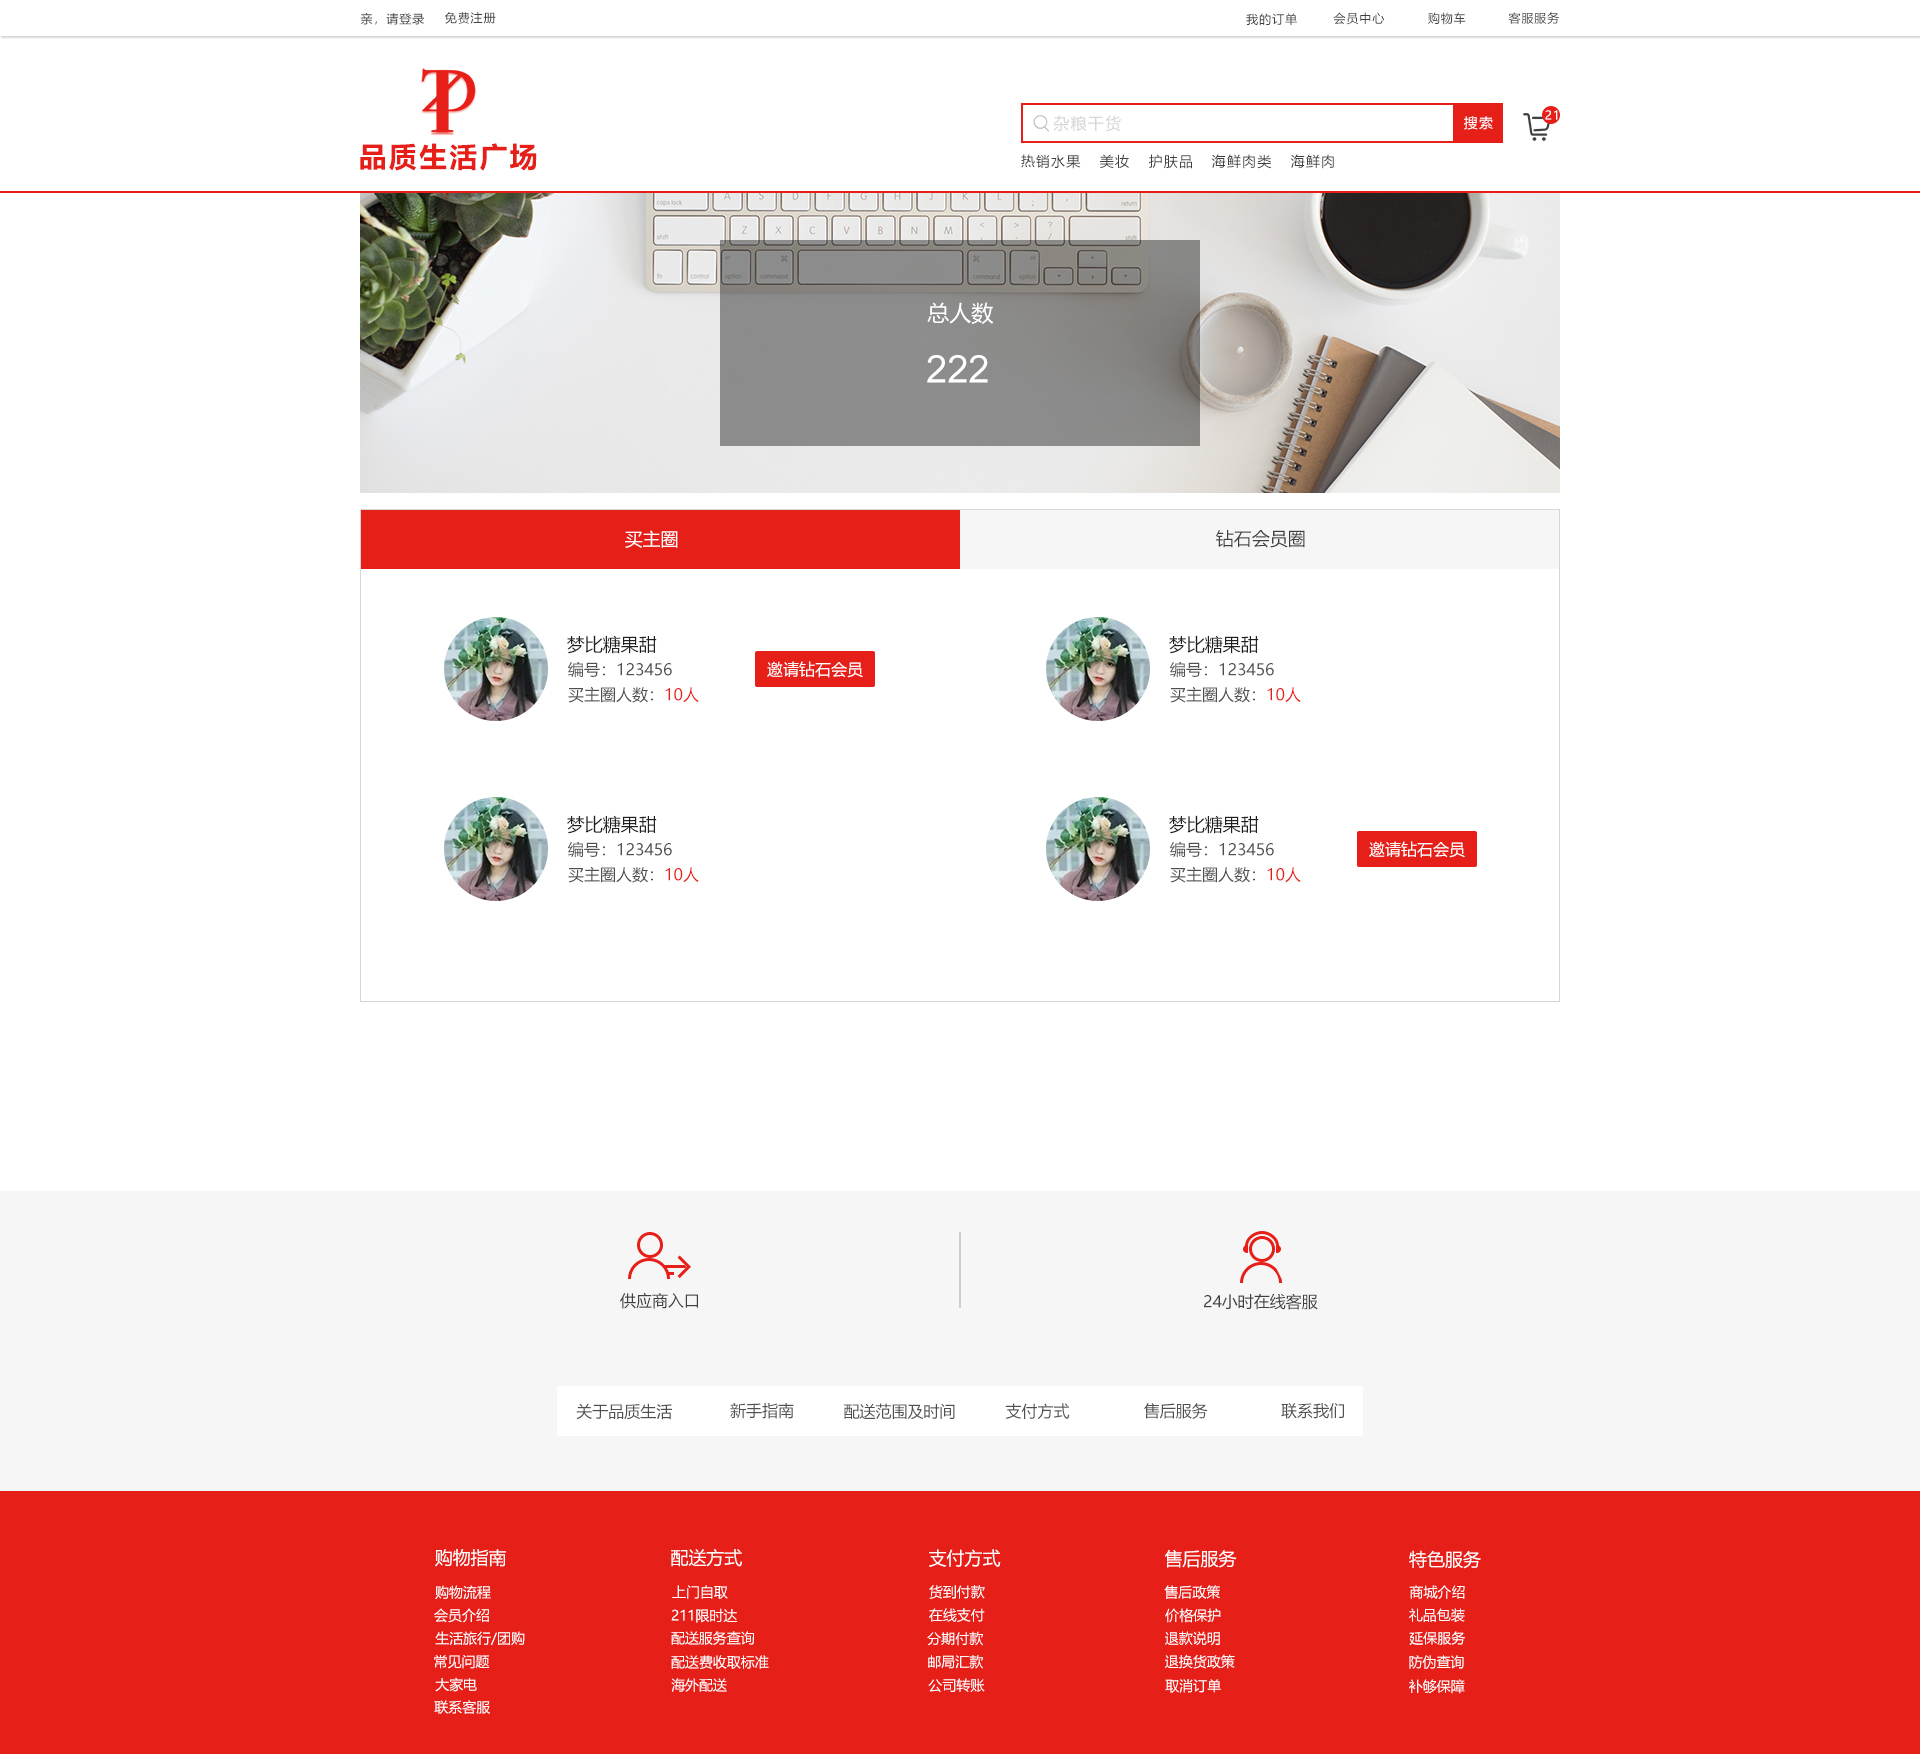 亲，请登录 免费注册 我的订单 会员中心 购物车 客服服务
品质生活广场
杂粮干货 搜索 21
热销水果 美妆 护肤品 海鲜肉类 海鲜肉
caps lock A S D F G H J K L return
shift Z X C V B N M shift
fn control option command command option
总人数
222
买主圈 钻石会员圈
梦比糖果甜
编号：123456
买主圈人数：10人
邀请钻石会员
梦比糖果甜
编号：123456
买主圈人数：10人
梦比糖果甜
编号：123456
买主圈人数：10人
梦比糖果甜
编号：123456
买主圈人数：10人
邀请钻石会员
供应商入口 24小时在线客服
关于品质生活 新手指南 配送范围及时间 支付方式 售后服务 联系我们
购物指南
购物流程
会员介绍
生活旅行/团购
常见问题
大家电
联系客服
配送方式
上门自取
211限时达
配送服务查询
配送费收取标准
海外配送
支付方式
货到付款
在线支付
分期付款
邮局汇款
公司转账
售后服务
售后政策
价格保护
退款说明
退换货政策
取消订单
特色服务
商城介绍
礼品包装
延保服务
防伪查询
补够保障